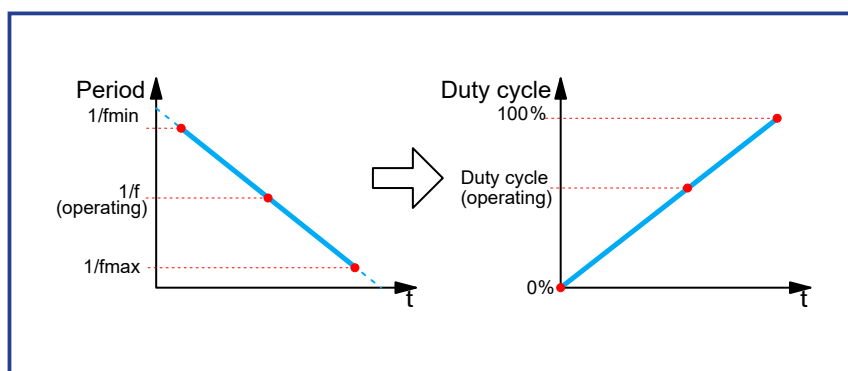 Period
1/fmin
1/f
(operating)
1/fmax
t
Duty cycle
100%
Duty cycle
(operating)
0%
t